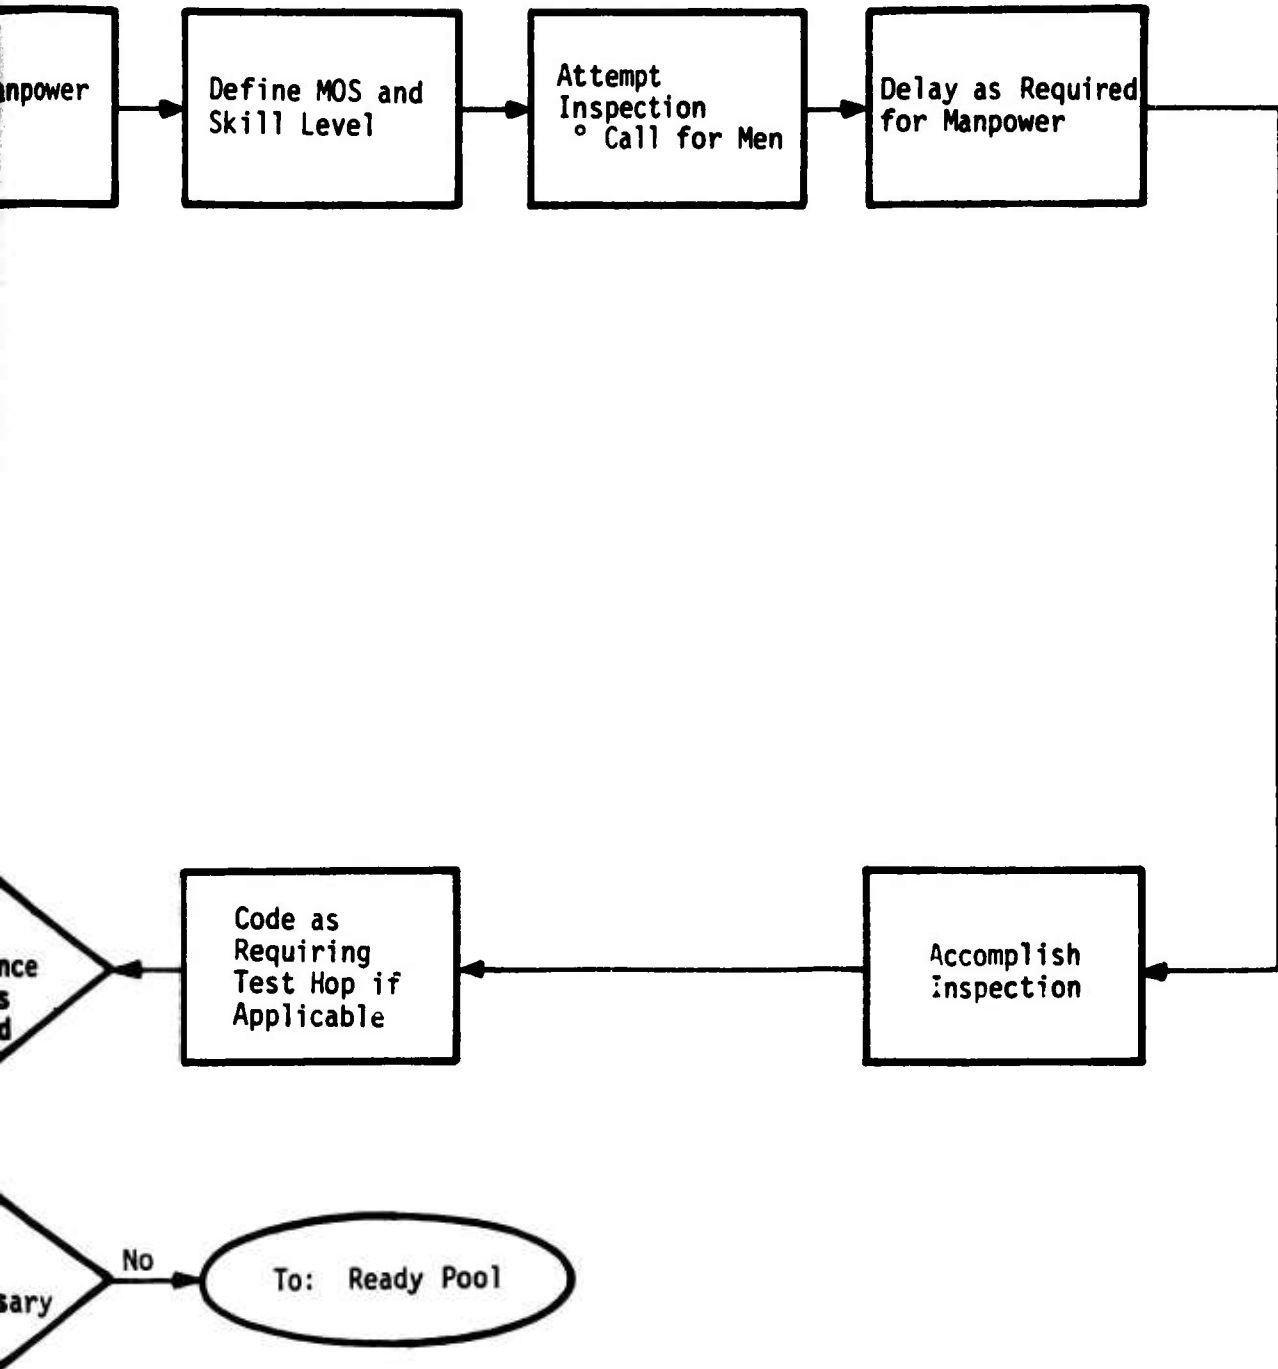 Define MOS and
Skill Level
Attempt
Inspection
° Call for Men
Delay as Required
for Manpower
Code as
Requiring
Test Hop if
Applicable
Accomplish
Inspection
No
To: Ready Pool